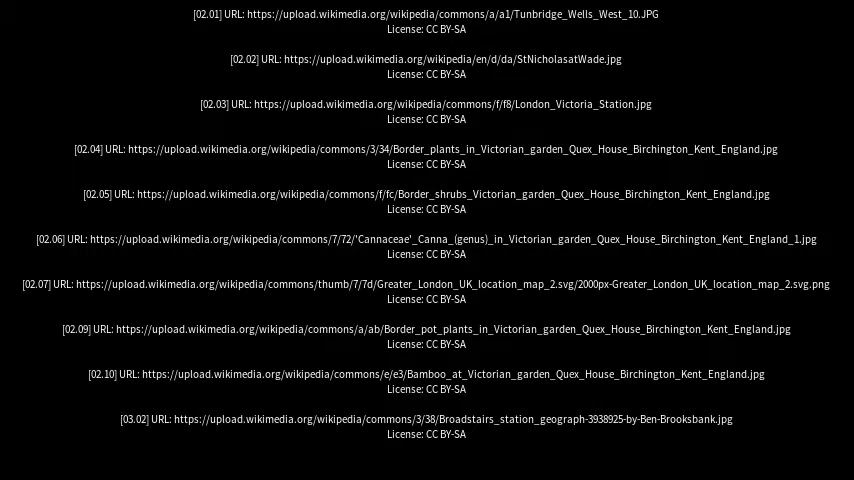 [02.01] URL: https://upload.wikimedia.org/wikipedia/commons/a/a1/Tunbridge_Wells_West_10.JPG
License: CC BY-SA
[02.02] URL: https://upload.wikimedia.org/wikipedia/en/d/da/StNicholasatWade.jpg
License: CC BY-SA
[02.03] URL: https://upload.wikimedia.org/wikipedia/commons/f/f8/London_Victoria_Station.jpg
License: CC BY-SA
[02.04] URL: https://upload.wikimedia.org/wikipedia/commons/3/34/Border_plants_in_Victorian_garden_Quex_House_Birchington_Kent_England.jpg
License: CC BY-SA
[02.05] URL: https://upload.wikimedia.org/wikipedia/commons/f/fc/Border_shrubs_Victorian_garden_Quex_House_Birchington_Kent_England.jpg
License: CC BY-SA
[02.06] URL: https://upload.wikimedia.org/wikipedia/commons/7/72/'Cannaceae'_Canna_(genus)_in_Victorian_garden_Quex_House_Birchington_Kent_England_1.jpg
License: CC BY-SA
[02.07] URL: https://upload.wikimedia.org/wikipedia/commons/thumb/7/7d/Greater_London_UK_location_map_2.svg/2000px-Greater_London_UK_location_map_2.svg.png
License: CC BY-SA
[02.09] URL: https://upload.wikimedia.org/wikipedia/commons/a/ab/Border_pot_plants_in_Victorian_garden_Quex_House_Birchington_Kent_England.jpg
License: CC BY-SA
[02.10] URL: https://upload.wikimedia.org/wikipedia/commons/e/e3/Bamboo_at_Victorian_garden_Quex_House_Birchington_Kent_England.jpg
License: CC BY-SA
[03.02] URL: https://upload.wikimedia.org/wikipedia/commons/3/38/Broadstairs_station_geograph-3938925-by-Ben-Brooksbank.jpg
License: CC BY-SA